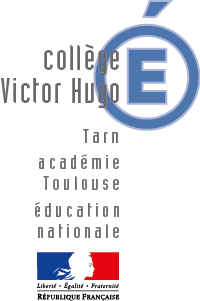 collège
Victor Hugo
É
Tarn
académie
Toulouse
éducation
nationale
Liberté • Égalité • Fraternité
RÉPUBLIQUE FRANÇAISE